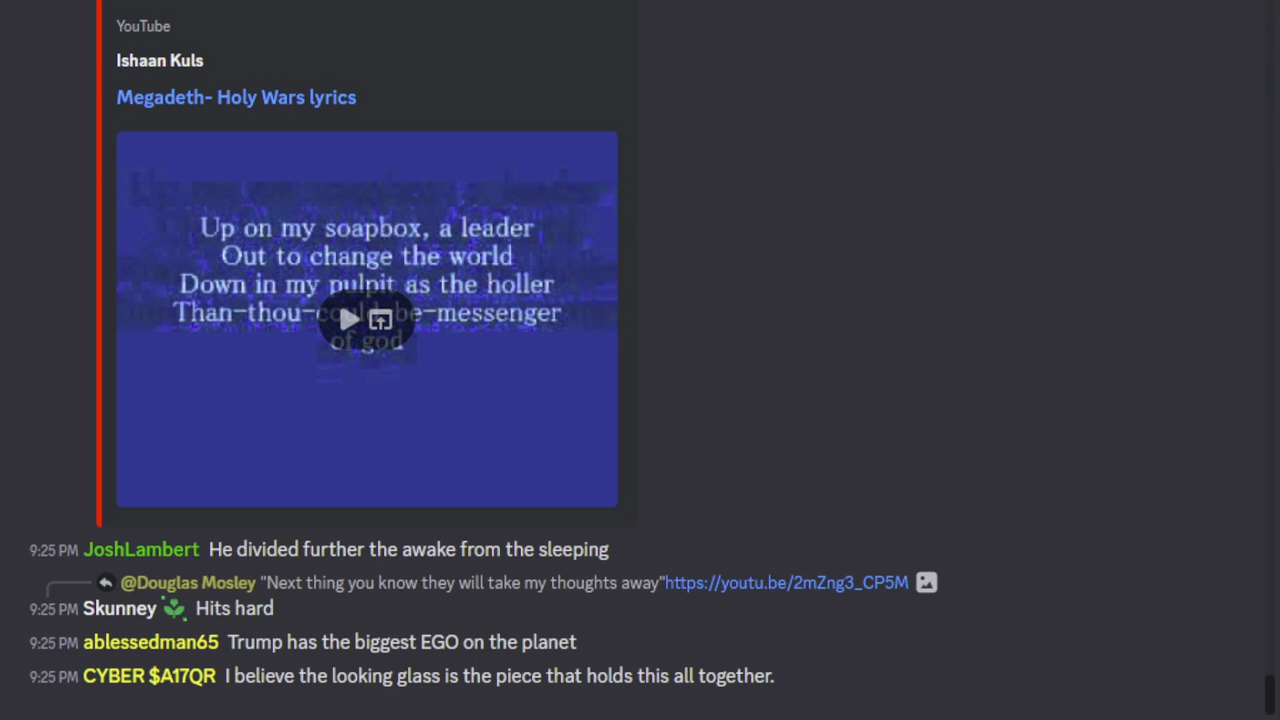 YouTube
Ishaan Kuls
Megadeth- Holy Wars lyrics
Up on my soapbox, a leader
Out to change the world
Down in my pulpit as the holler
Than-thou-could-be-messenger
of god
9:25 PM JoshLambert He divided further the awake from the sleeping
@Douglas Mosley "Next thing you know they will take my thoughts away"https://youtu.be/2mZng3_CP5M
9:25 PM Skunney Hits hard
9:25 PM ablessedman65 Trump has the biggest EGO on the planet
9:25 PM CYBER $A17QR I believe the looking glass is the piece that holds this all together.